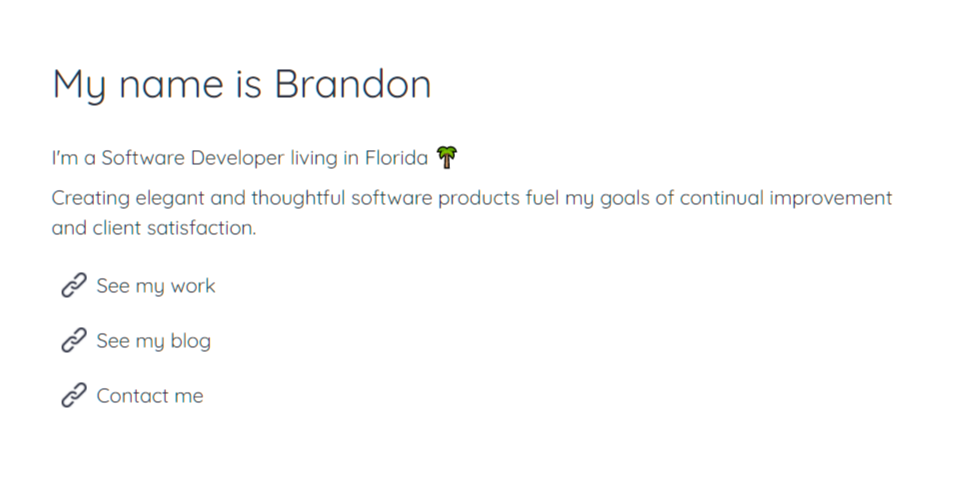 My name is Brandon
I'm a Software Developer living in Florida 🌴
Creating elegant and thoughtful software products fuel my goals of continual improvement
and client satisfaction.
See my work
See my blog
Contact me